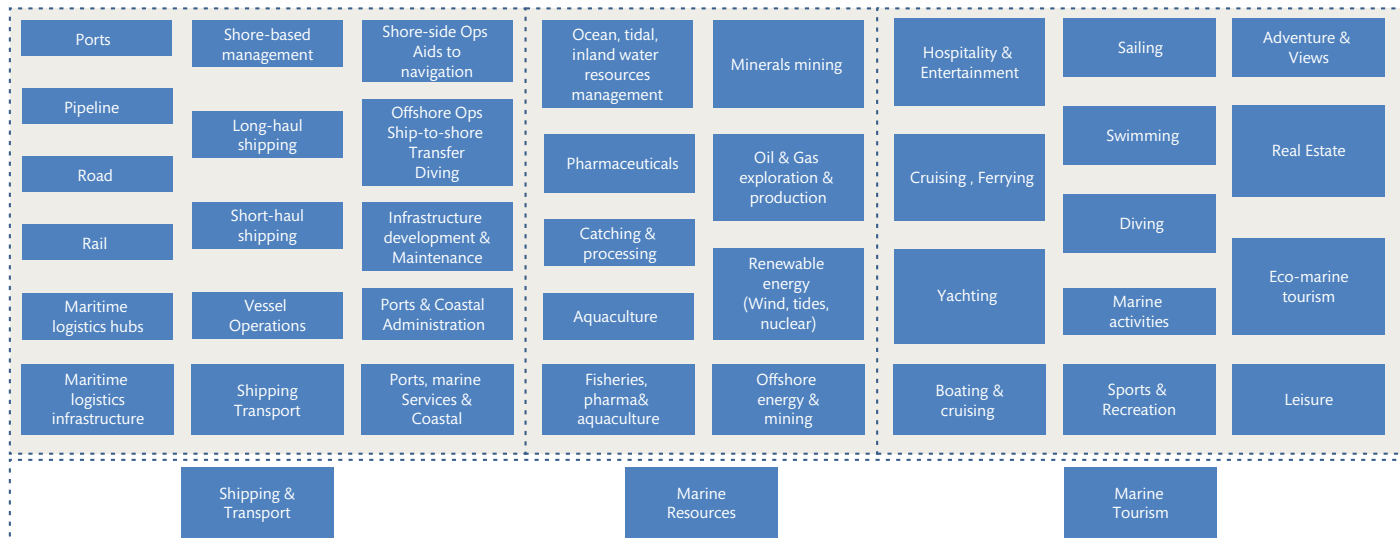 Ports
Pipeline
Road
Rail
Maritime
logistics hubs
Maritime
logistics
infrastructure
Shore-based
management
Long-haul
shipping
Short-haul
shipping
Vessel
Operations
Shipping
Transport
Shore-side Ops
Aids to
navigation
Offshore Ops
Ship-to-shore
Transfer
Diving
Infrastructure
development &
Maintenance
Ports & Coastal
Administration
Ports, marine
Services &
Coastal
Ocean, tidal,
inland water
resources
management
Pharmaceuticals
Catching &
processing
Aquaculture
Fisheries,
pharma&
aquaculture
Minerals mining
Oil & Gas
exploration &
production
Renewable
energy
(Wind, tides,
nuclear)
Offshore
energy &
mining
Hospitality &
Entertainment
Cruising , Ferrying
Yachting
Boating &
cruising
Sailing
Swimming
Diving
Marine
activities
Sports &
Recreation
Adventure &
Views
Real Estate
Eco-marine
tourism
Leisure
Shipping &
Transport
Marine
Resources
Marine
Tourism